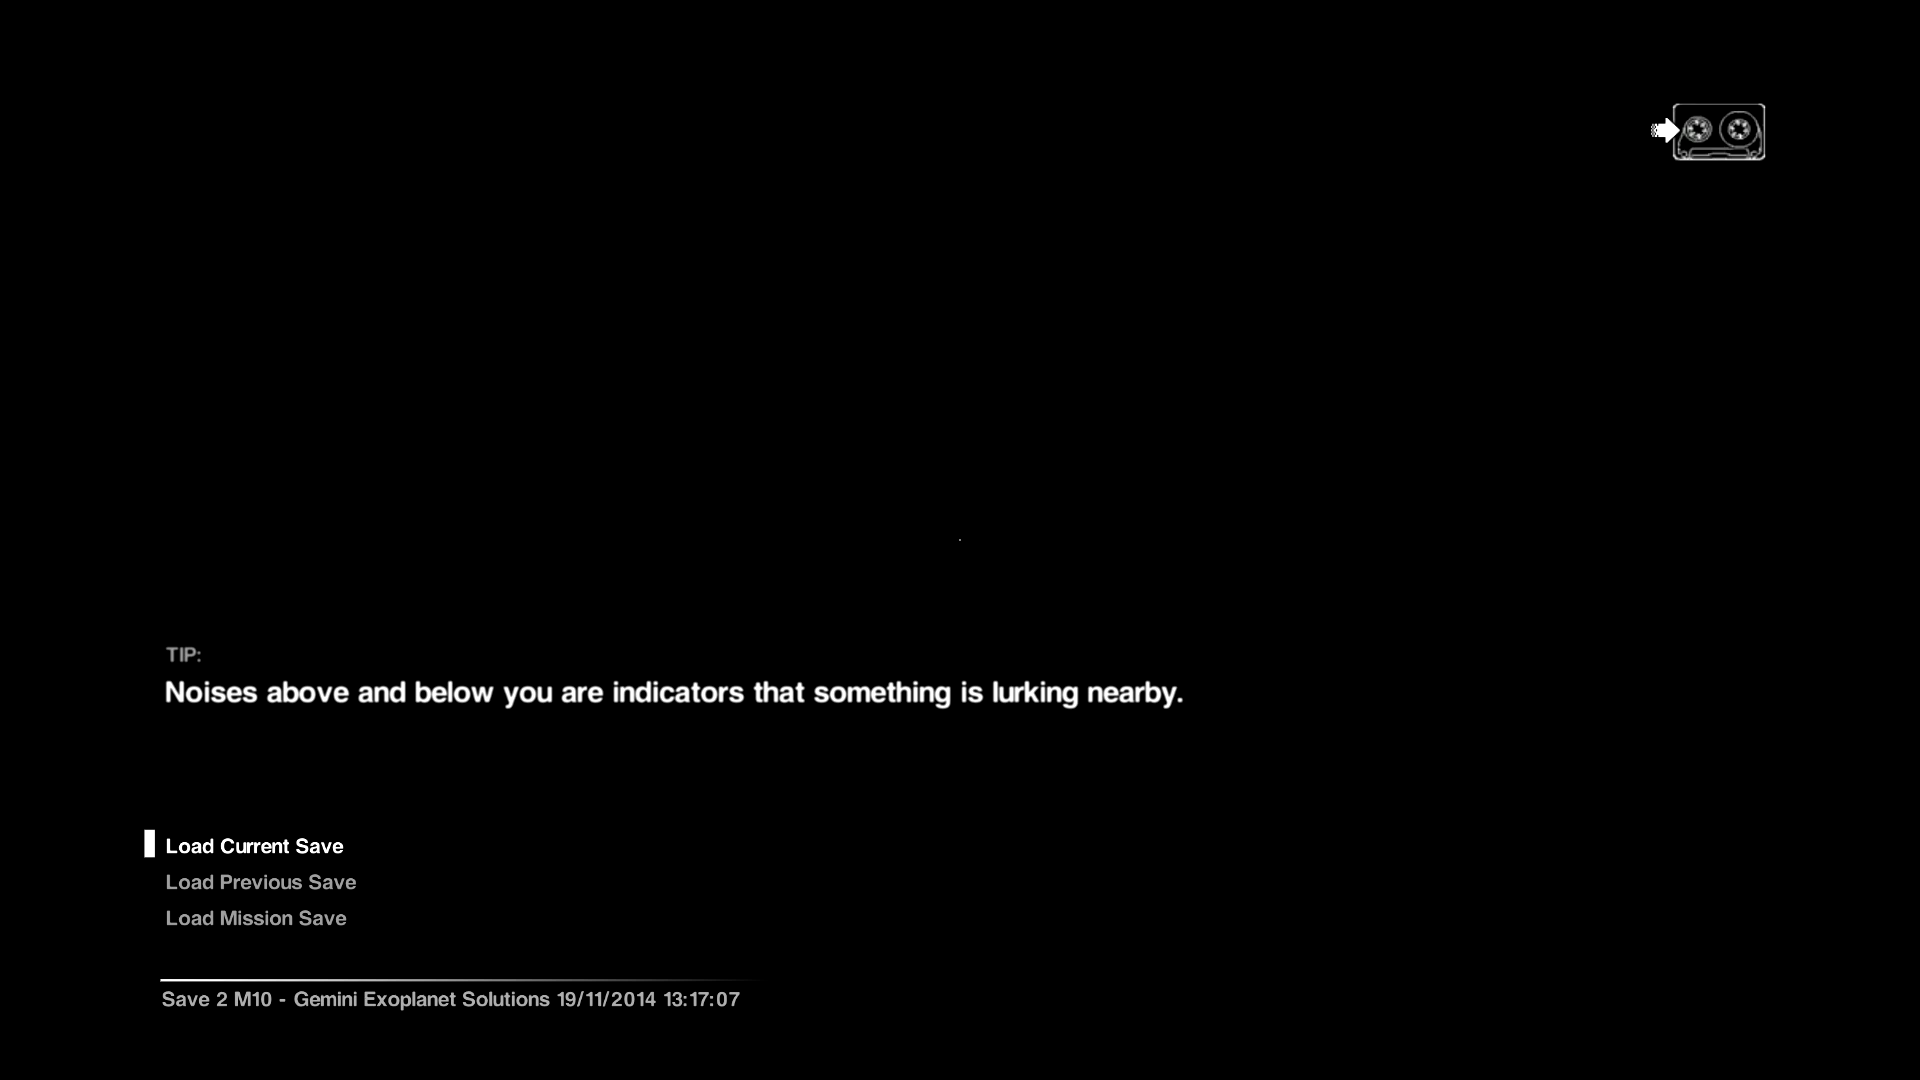 TIP:
Noises above and below you are indicators that something is lurking nearby.
Load Current Save
Load Previous Save
Load Mission Save
Save 2 M10 - Gemini Exoplanet Solutions 19/11/2014 13:17:07